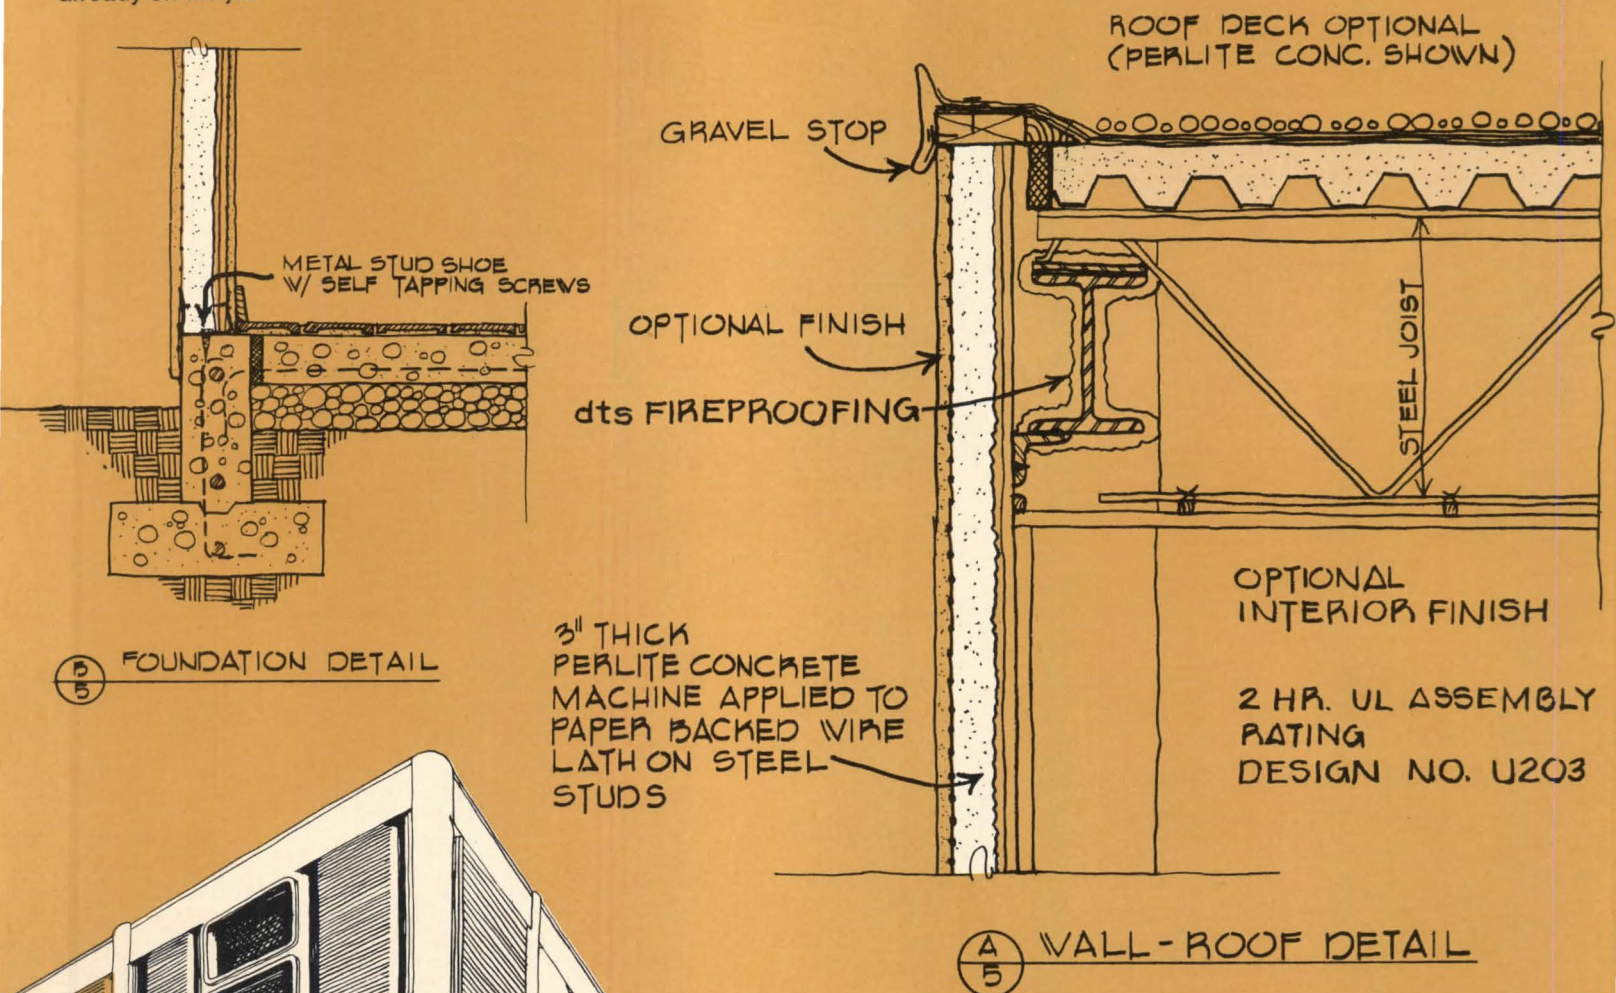 ROOF DECK OPTIONAL
(PERLITE CONC. SHOWN)
GRAVEL STOP
METAL STUD SHOE
W/ SELF TAPPING SCREWS
OPTIONAL FINISH
dts FIREPROOFING
STEEL JOIST
OPTIONAL
INTERIOR FINISH
3" THICK
PERLITE CONCRETE
MACHINE APPLIED TO
PAPER BACKED WIRE
LATH ON STEEL
STUDS
2 HR. UL ASSEMBLY
RATING
DESIGN NO. U203
B
5
FOUNDATION DETAIL
A
5
WALL-ROOF DETAIL